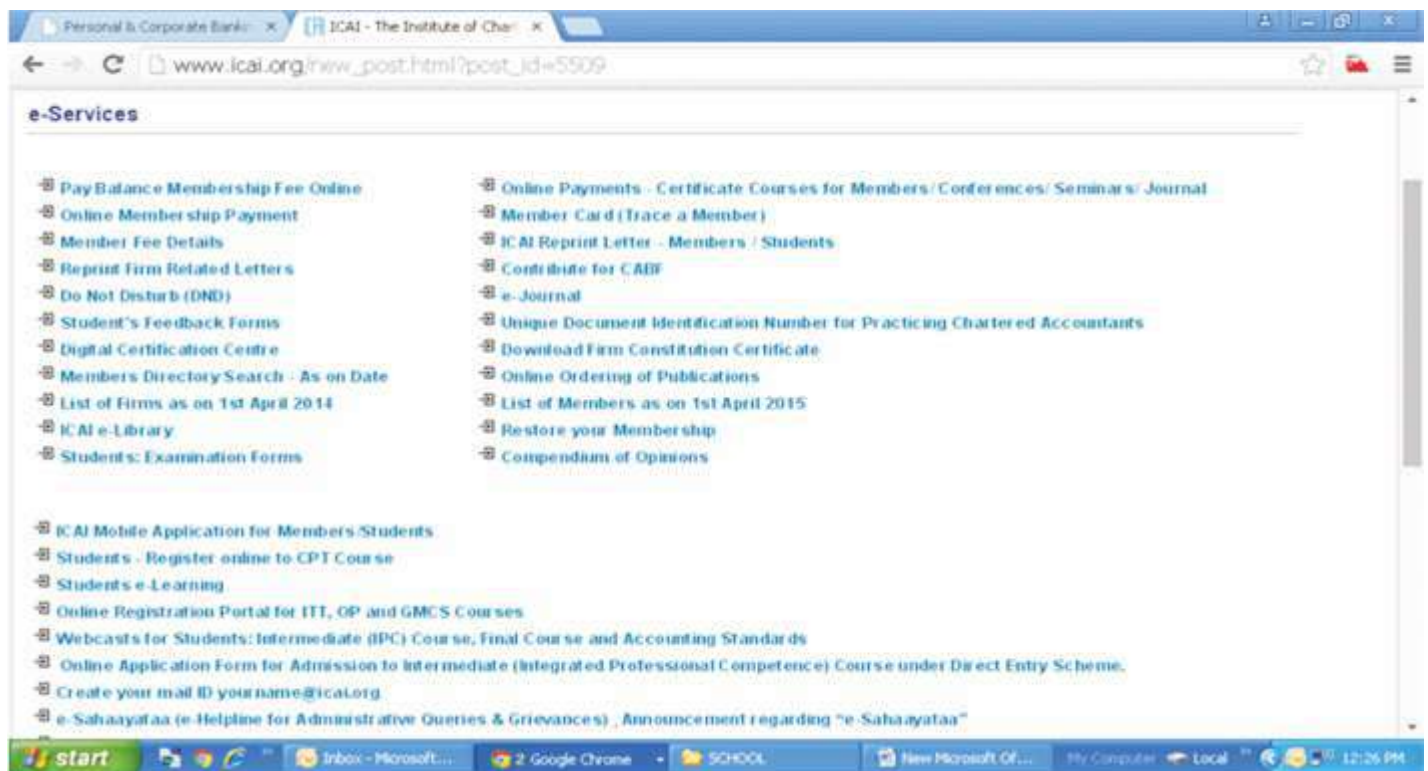 Personal & Corporate Banki
ICAI - The Institute of Char
www.icai.org/new_post.html?post_id=5509
e-Services
Pay Balance Membership Fee Online
Online Payments - Certificate Courses for Members/ Conferences/ Seminars/ Journal
Online Membership Payment
Member Card (Trace a Member)
Member Fee Details
ICAI Reprint Letter - Members / Students
Reprint Firm Related Letters
Contribute for CABF
Do Not Disturb (DND)
e-Journal
Student's Feedback Forms
Unique Document Identification Number for Practicing Chartered Accountants
Digital Certification Centre
Download Firm Constitution Certificate
Members Directory Search - As on Date
Online Ordering of Publications
List of Firms as on 1st April 2014
List of Members as on 1st April 2015
ICAI e-Library
Restore your Membership
Students: Examination Forms
Compendium of Opinions
ICAI Mobile Application for Members/Students
Students - Register online to CPT Course
Students e-Learning
Online Registration Portal for ITT, OP and GMCS Courses
Webcasts for Students: Intermediate (IPC) Course, Final Course and Accounting Standards
Online Application Form for Admission to Intermediate (Integrated Professional Competence) Course under Direct Entry Scheme.
Create your mail ID yourname@icai.org
e-Sahaayataa (e-Helpline for Administrative Queries & Grievances) , Announcement regarding "e-Sahaayataa"
start
Inbox - Microsoft...
2 Google Chrome
SCHOOL
New Microsoft Of...
My Computer
Local
12:26 PM